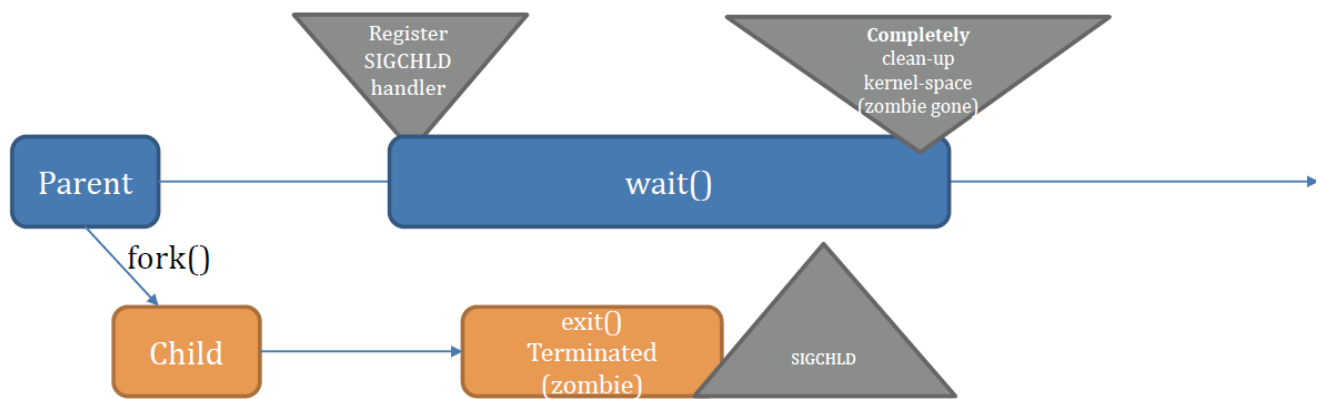 Register
SIGCHLD
handler
Completely
clean-up
kernel-space
(zombie gone)
Parent
wait()
fork()
Child
exit()
Terminated
(zombie)
SIGCHLD